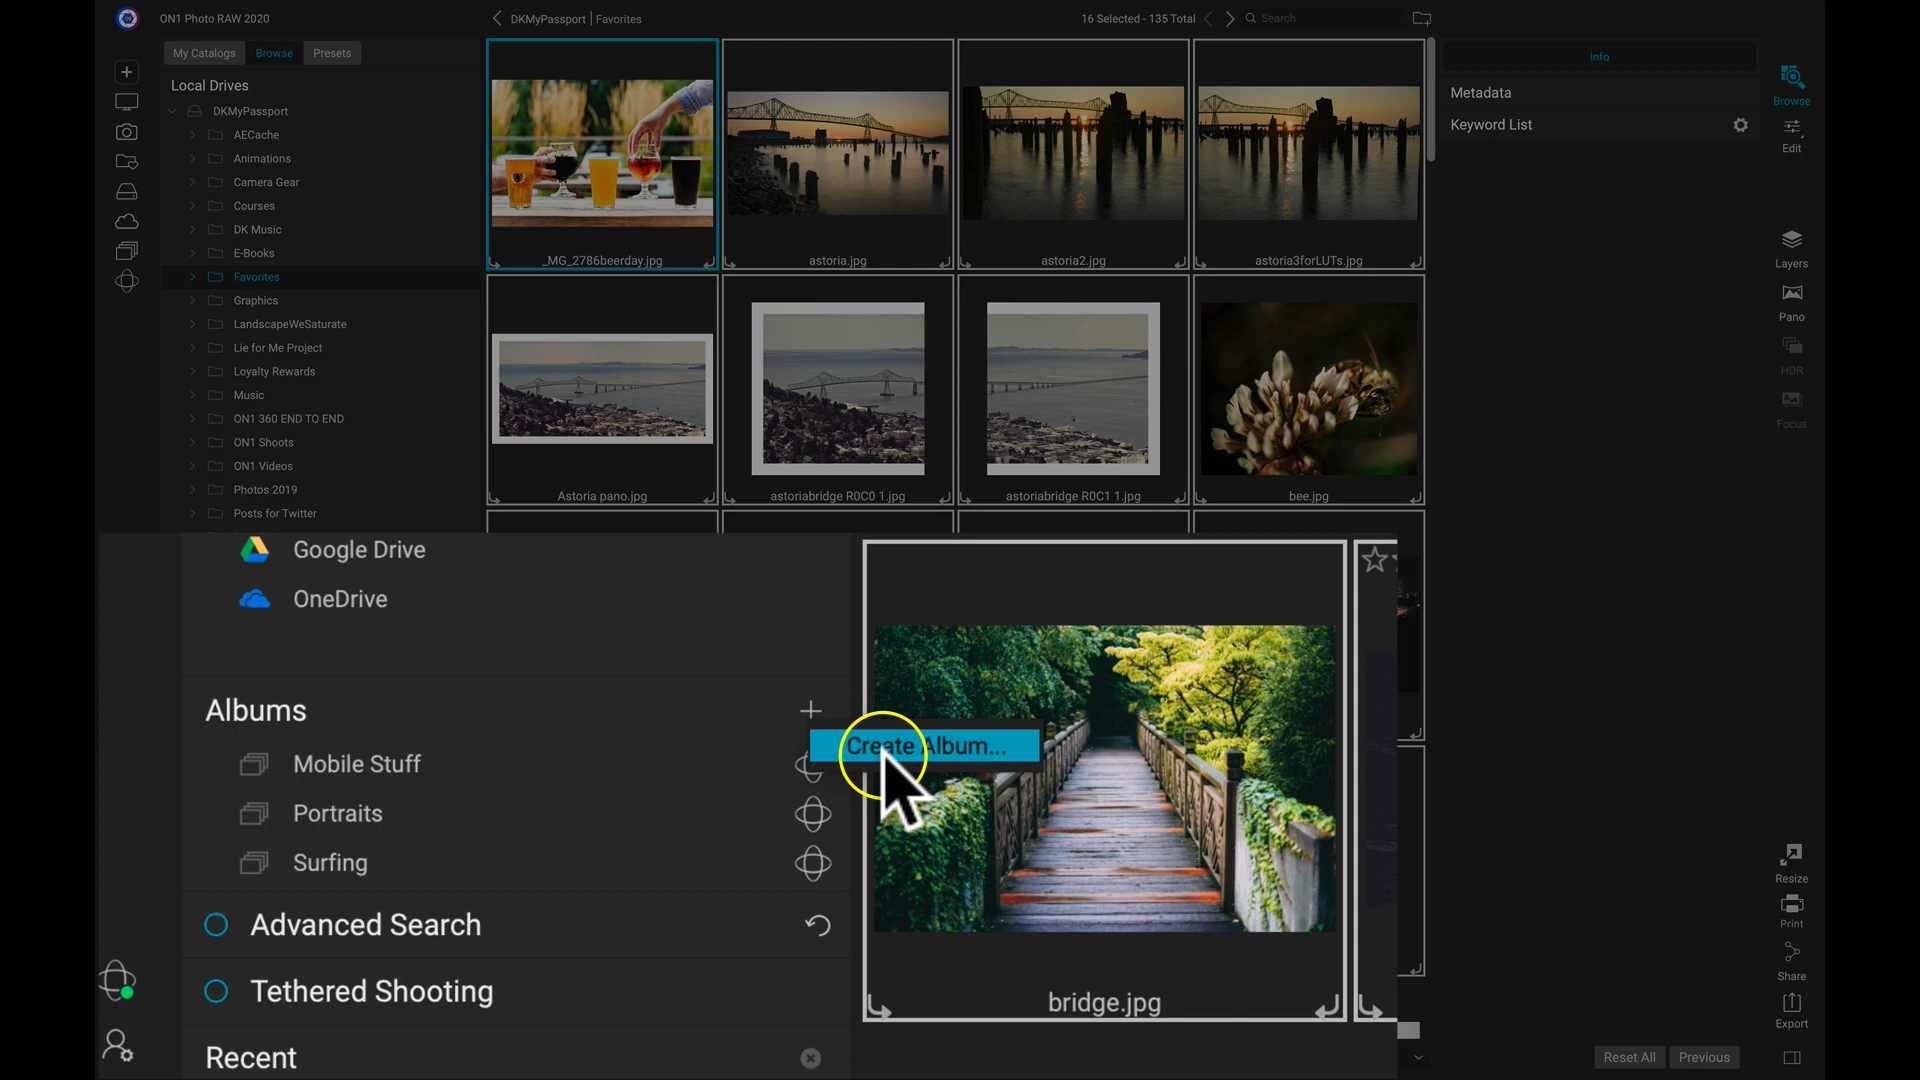 ON1 Photo RAW 2020
DKMyPassport | Favorites
16 Selected - 135 Total
Search
My Catalogs
Browse
Presets
Info
Local Drives
Metadata
Browse
DKMyPassport
Keyword List
AECache
Edit
Animations
Camera Gear
Courses
DK Music
E-Books
_MG_2786beerday.jpg
astoria.jpg
astoria2.jpg
astoria3forLUTs.jpg
Layers
Favorites
Graphics
Pano
LandscapeWeSaturate
Lie for Me Project
Loyalty Rewards
HDR
Music
ON1 360 END TO END
Focus
ON1 Shoots
ON1 Videos
Photos 2019
Astoria pano.jpg
astoriabridge R0C0 1.jpg
astoriabridge R0C1 1.jpg
bee.jpg
Posts for Twitter
Google Drive
OneDrive
Albums
Create Album...
Mobile Stuff
Portraits
Surfing
Resize
Advanced Search
Print
Share
Tethered Shooting
bridge.jpg
Export
Recent
Reset All
Previous